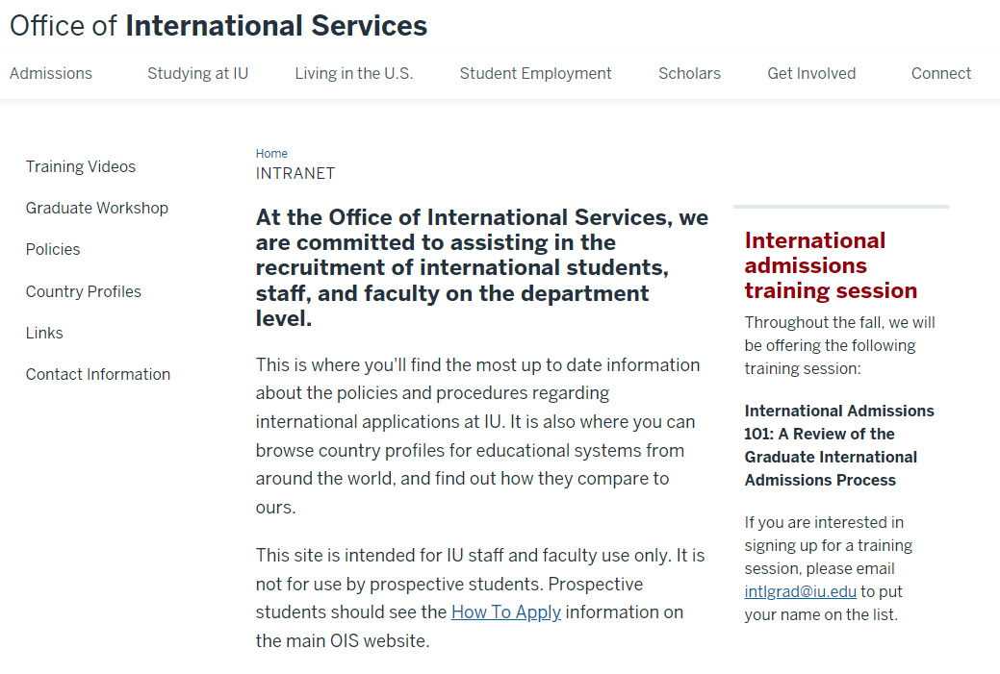 Office of International Services
Admissions
Studying at IU
Living in the U.S.
Student Employment
Scholars
Get Involved
Connect
Training Videos
Graduate Workshop
Policies
Country Profiles
Links
Contact Information
Home
INTRANET
At the Office of International Services, we
are committed to assisting in the
recruitment of international students,
staff, and faculty on the department
level.
This is where you'll find the most up to date information
about the policies and procedures regarding
international applications at IU. It is also where you can
browse country profiles for educational systems from
around the world, and find out how they compare to
ours.
This site is intended for IU staff and faculty use only. It is
not for use by prospective students. Prospective
students should see the How To Apply information on
the main OIS website.
International
admissions
training session
Throughout the fall, we will
be offering the following
training session:
International Admissions
101: A Review of the
Graduate International
Admissions Process
If you are interested in
signing up for a training
session, please email
intlgrad@iu.edu to put
your name on the list.